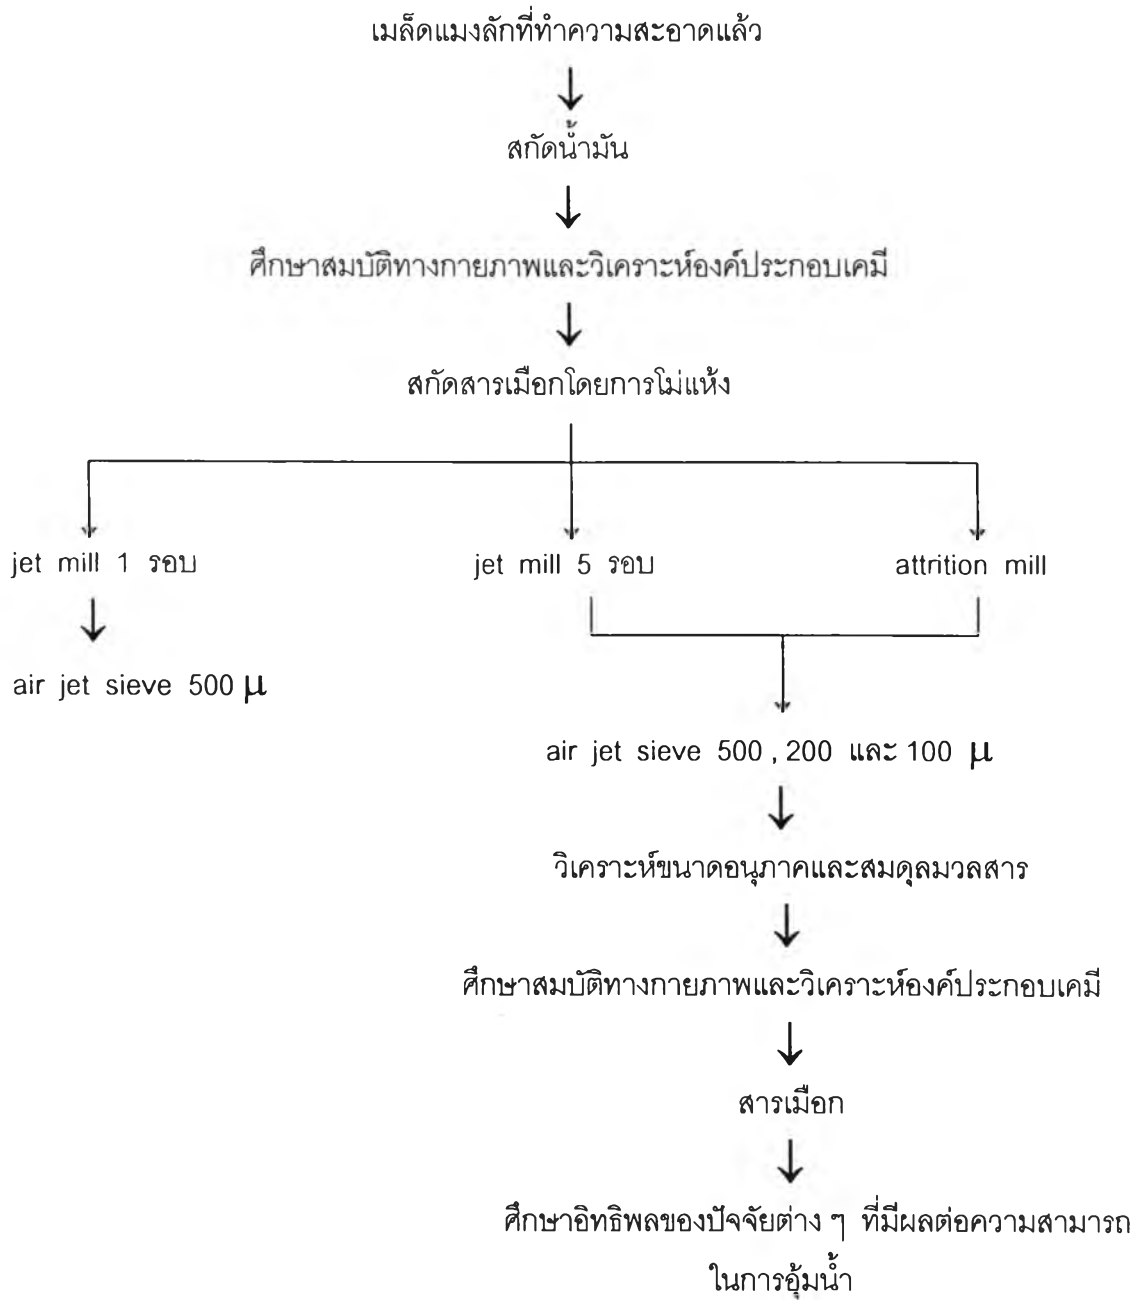 เมล็ดแมงลักที่ทำความสะอาดแล้ว
สกัดน้ำมัน
ศึกษาสมบัติทางกายภาพและวิเคราะห์องค์ประกอบเคมี
สกัดสารเมือกโดยการโม่แห้ง
jet mill 1 รอบ
jet mill 5 รอบ
attrition mill
air jet sieve 500 μ
air jet sieve 500 , 200 และ 100 μ
วิเคราะห์ขนาดอนุภาคและสมดุลมวลสาร
ศึกษาสมบัติทางกายภาพและวิเคราะห์องค์ประกอบเคมี
สารเมือก
ศึกษาอิทธิพลของปัจจัยต่าง ๆ ที่มีผลต่อความสามารถ
ในการอุ้มน้ำ